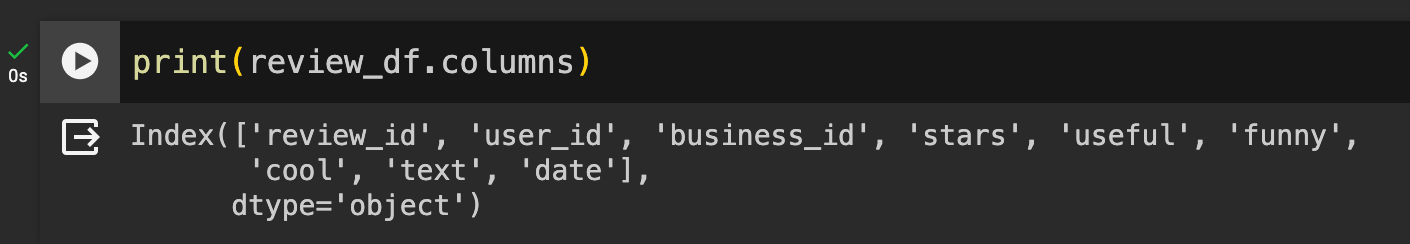 print(review_df.columns)
0s
Index(['review_id', 'user_id', 'business_id', 'stars', 'useful', 'funny',
       'cool', 'text', 'date'],
      dtype='object')